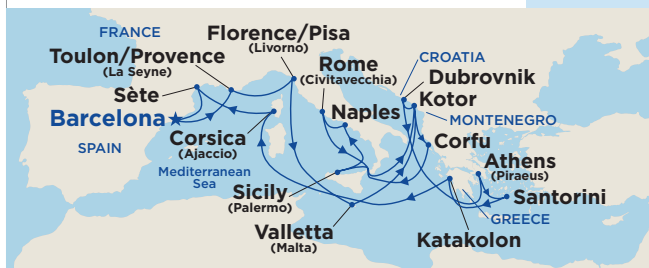 FRANCE
Florence/Pisa
(Livorno)
Toulon/Provence
(La Seyne)
Rome
(Civitavecchia)
CROATIA
Dubrovnik
Sète
Kotor
Barcelona
Naples
MONTENEGRO
Corsica
(Ajaccio)
Corfu
SPAIN
Athens
(Piraeus)
Mediterranean
Sea
Sicily
(Palermo)
Santorini
GREECE
Valletta
(Malta)
Katakolon